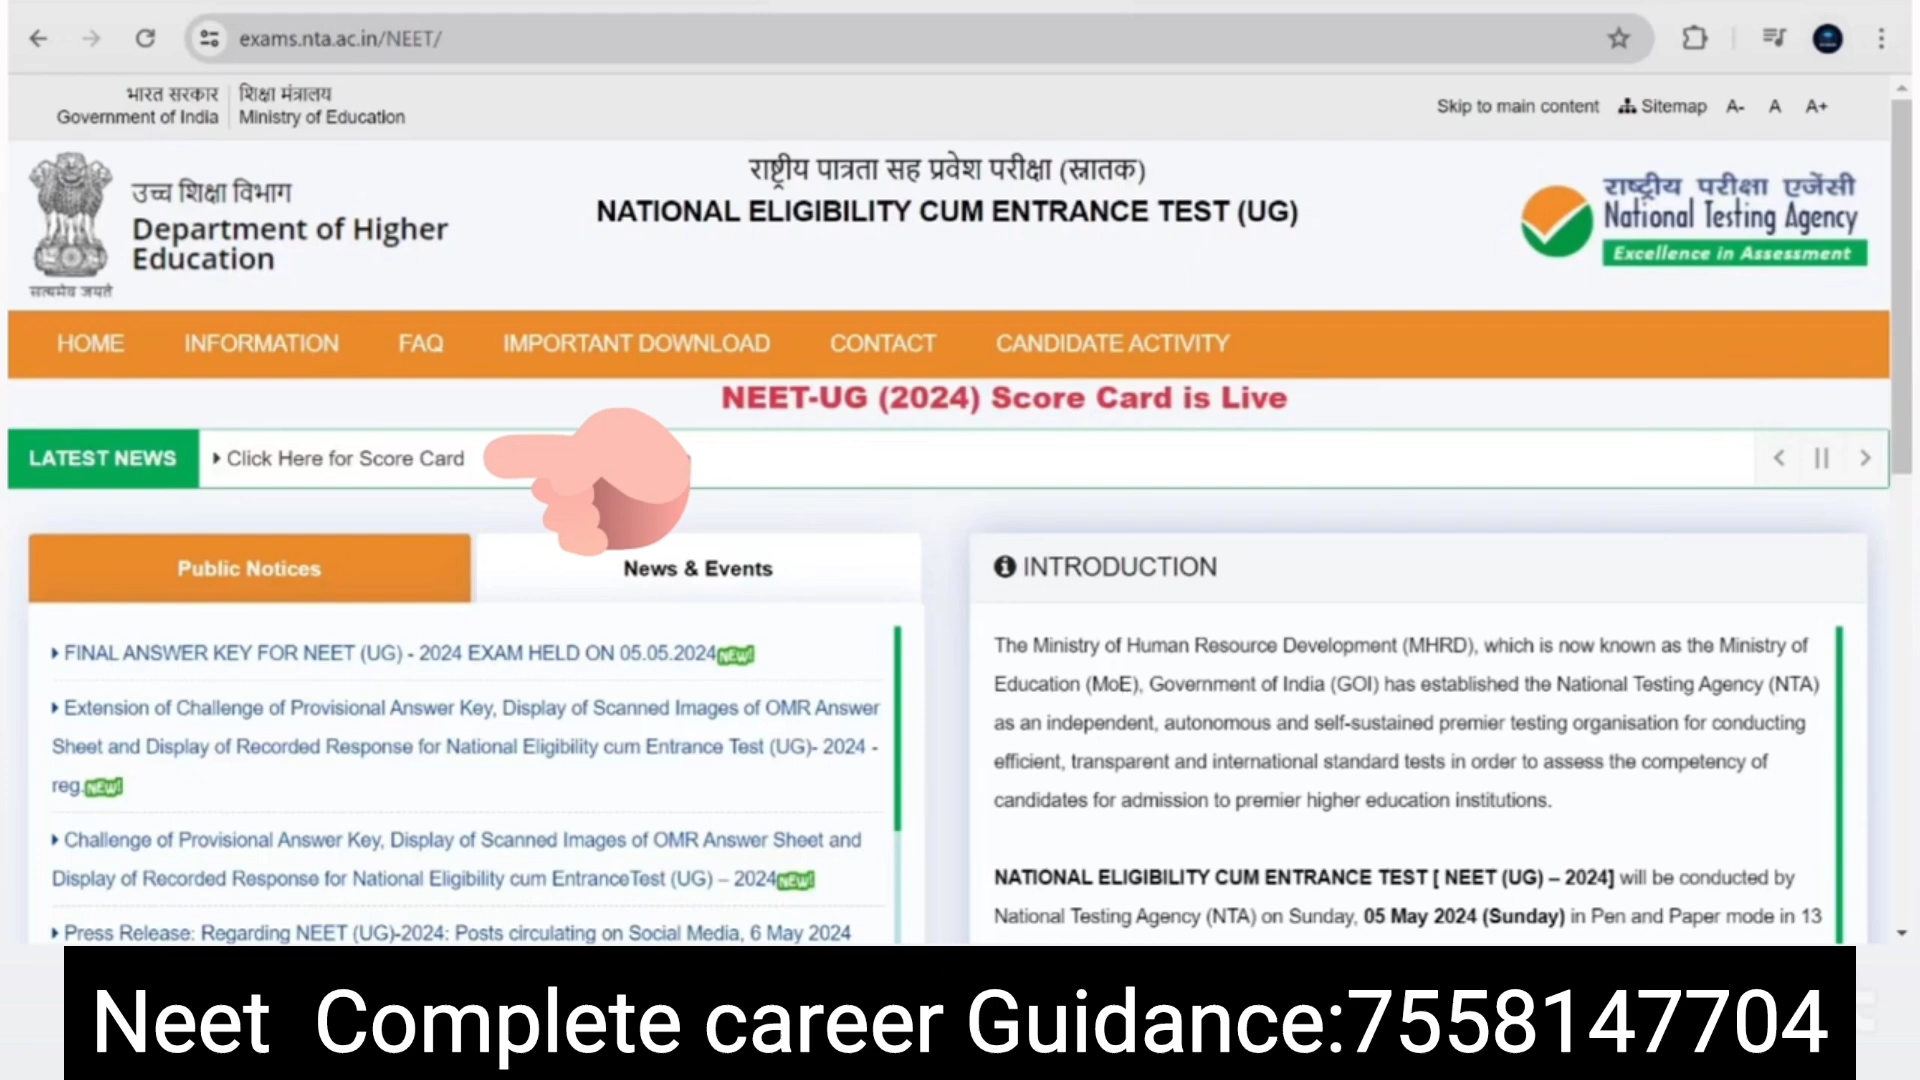 exams.nta.ac.in/NEET/
भारत सरकार
Government of India
शिक्षा मंत्रालय
Ministry of Education
Skip to main content
Sitemap
A-
A
A+
सत्यमेव जयते
उच्च शिक्षा विभाग
Department of Higher
Education
राष्ट्रीय पात्रता सह प्रवेश परीक्षा (स्नातक)
NATIONAL ELIGIBILITY CUM ENTRANCE TEST (UG)
राष्ट्रीय परीक्षा एजेंसी
National Testing Agency
Excellence in Assessment
HOME
INFORMATION
FAQ
IMPORTANT DOWNLOAD
CONTACT
CANDIDATE ACTIVITY
NEET-UG (2024) Score Card is Live
LATEST NEWS
Click Here for Score Card
Public Notices
News & Events
FINAL ANSWER KEY FOR NEET (UG) - 2024 EXAM HELD ON 05.05.2024 NEW!
Extension of Challenge of Provisional Answer Key, Display of Scanned Images of OMR Answer
Sheet and Display of Recorded Response for National Eligibility cum Entrance Test (UG)- 2024 -
reg. NEW!
Challenge of Provisional Answer Key, Display of Scanned Images of OMR Answer Sheet and
Display of Recorded Response for National Eligibility cum EntranceTest (UG) – 2024 NEW!
Press Release: Regarding NEET (UG)-2024: Posts circulating on Social Media, 6 May 2024
INTRODUCTION
The Ministry of Human Resource Development (MHRD), which is now known as the Ministry of
Education (MoE), Government of India (GOI) has established the National Testing Agency (NTA)
as an independent, autonomous and self-sustained premier testing organisation for conducting
efficient, transparent and international standard tests in order to assess the competency of
candidates for admission to premier higher education institutions.
NATIONAL ELIGIBILITY CUM ENTRANCE TEST [ NEET (UG) – 2024] will be conducted by
National Testing Agency (NTA) on Sunday, 05 May 2024 (Sunday) in Pen and Paper mode in 13
Neet Complete career Guidance:7558147704